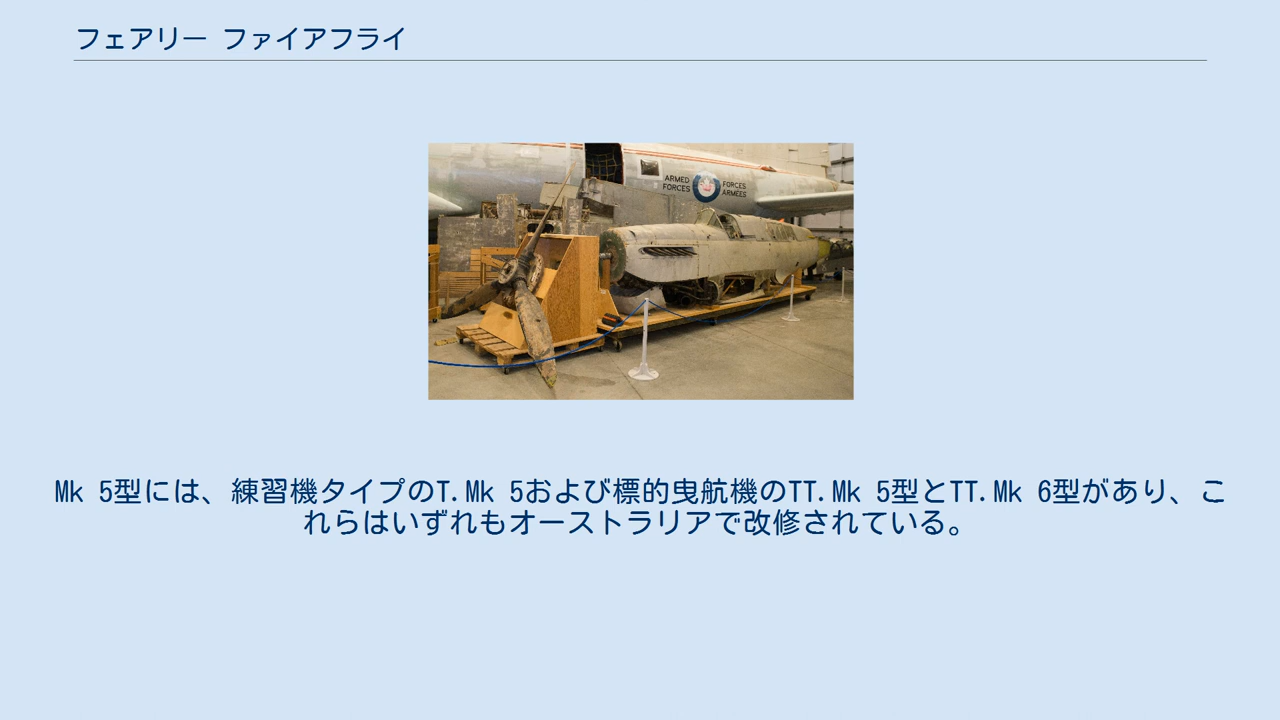 フェアリー ファイアフライ
ARMED FORCES
FORCES ARMÉES
Mk 5型には、練習機タイプのT.Mk 5および標的曳航機のTT.Mk 5型とTT.Mk 6型があり、こ
れらはいずれもオーストラリアで改修されている。